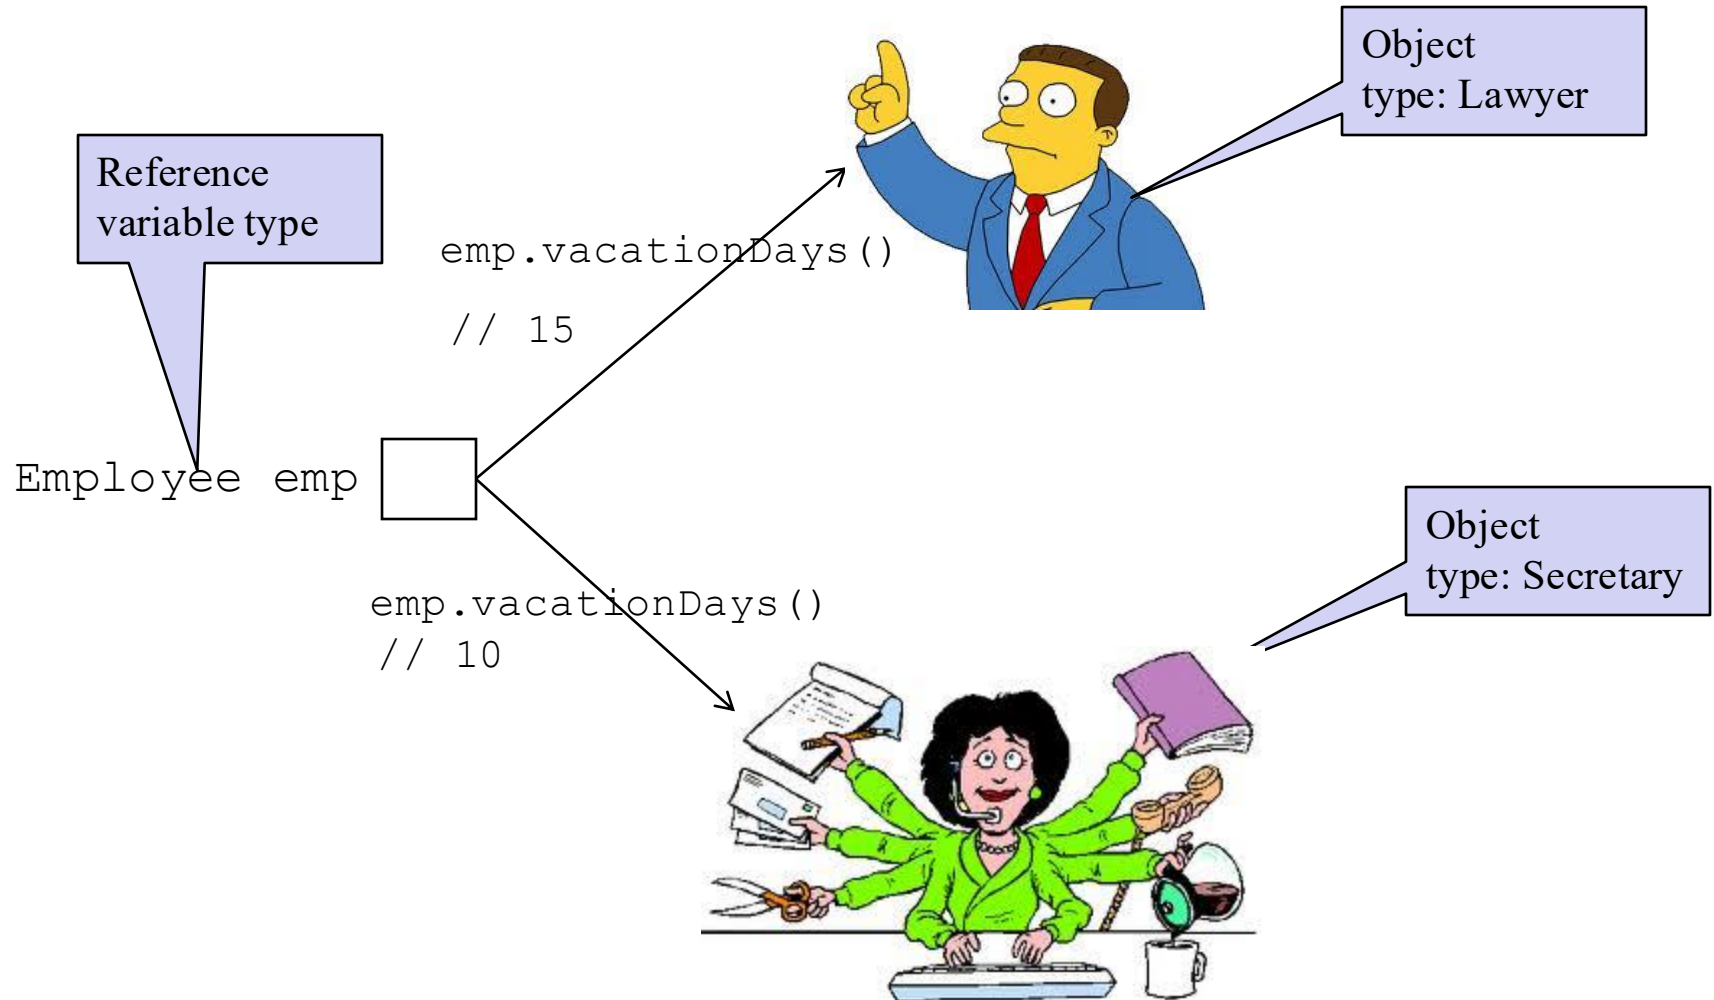 Object
type: Lawyer
Reference
variable type
emp.vacationDays()
// 15
Employee emp
Object
type: Secretary
emp.vacationDays()
// 10